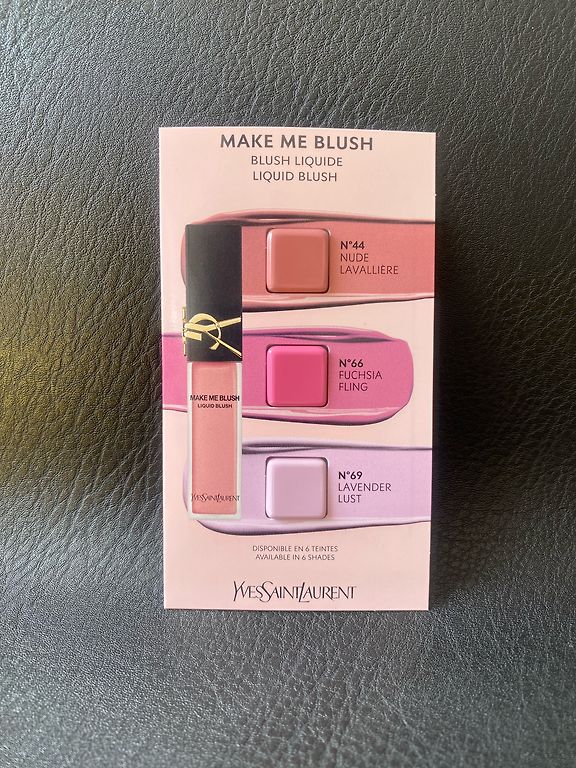 MAKE ME BLUSH
BLUSH LIQUIDE
LIQUID BLUSH
N°44
NUDE
LAVALLIÈRE
N°66
FUCHSIA
FLING
MAKE ME BLUSH
LIQUID BLUSH
N°69
LAVENDER
LUST
YVESSAINTLAURENT
DISPONIBLE EN 6 TEINTES
AVAILABLE IN 6 SHADES
YVESSAINTLAURENT